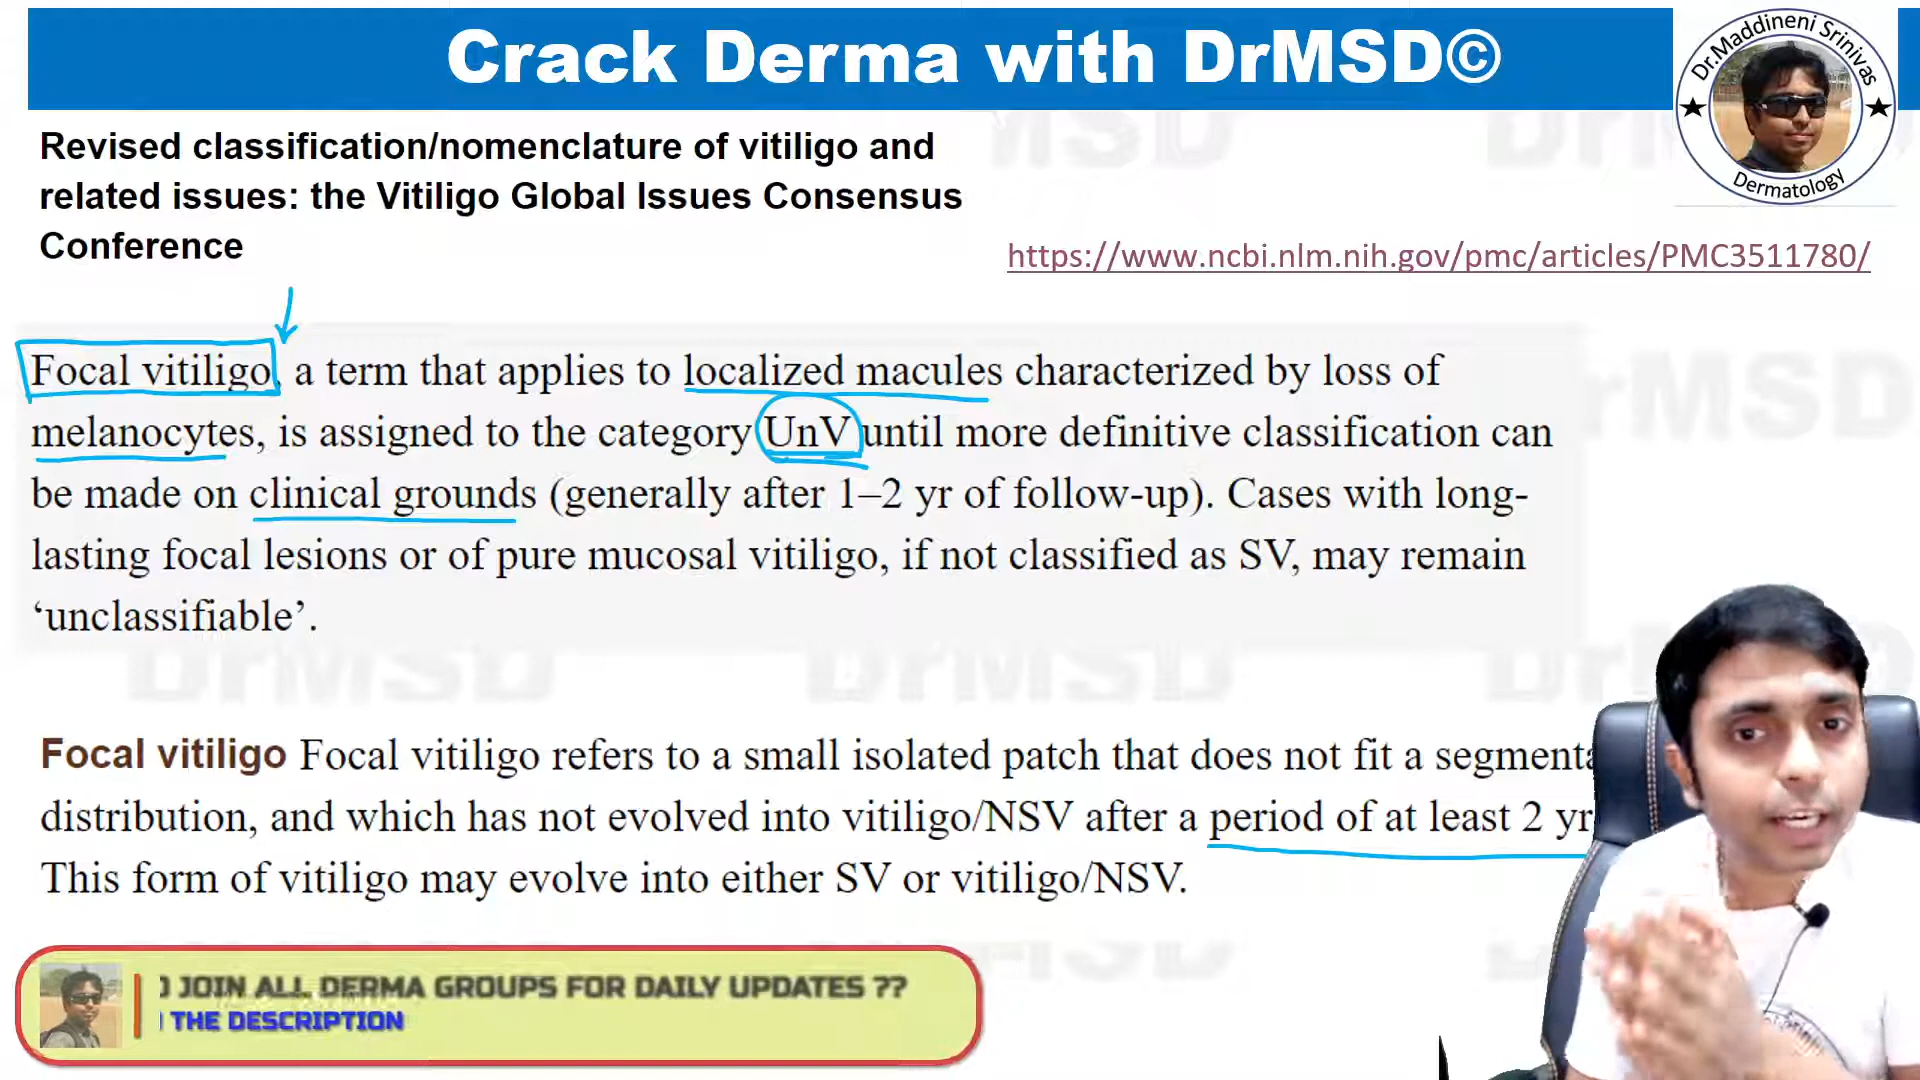 Crack Derma with DrMSD©
Dr.Maddineni Srinivas
Dermatology
Revised classification/nomenclature of vitiligo and
related issues: the Vitiligo Global Issues Consensus
Conference
https://www.ncbi.nlm.nih.gov/pmc/articles/PMC3511780/
Focal vitiligo, a term that applies to localized macules characterized by loss of
melanocytes, is assigned to the category UnV until more definitive classification can
be made on clinical grounds (generally after 1–2 yr of follow-up). Cases with long-
lasting focal lesions or of pure mucosal vitiligo, if not classified as SV, may remain
‘unclassifiable’.
Focal vitiligo Focal vitiligo refers to a small isolated patch that does not fit a segmenta
distribution, and which has not evolved into vitiligo/NSV after a period of at least 2 yr
This form of vitiligo may evolve into either SV or vitiligo/NSV.
JOIN ALL DERMA GROUPS FOR DAILY UPDATES ??
THE DESCRIPTION
DrMSD
DrMSD
rMSD